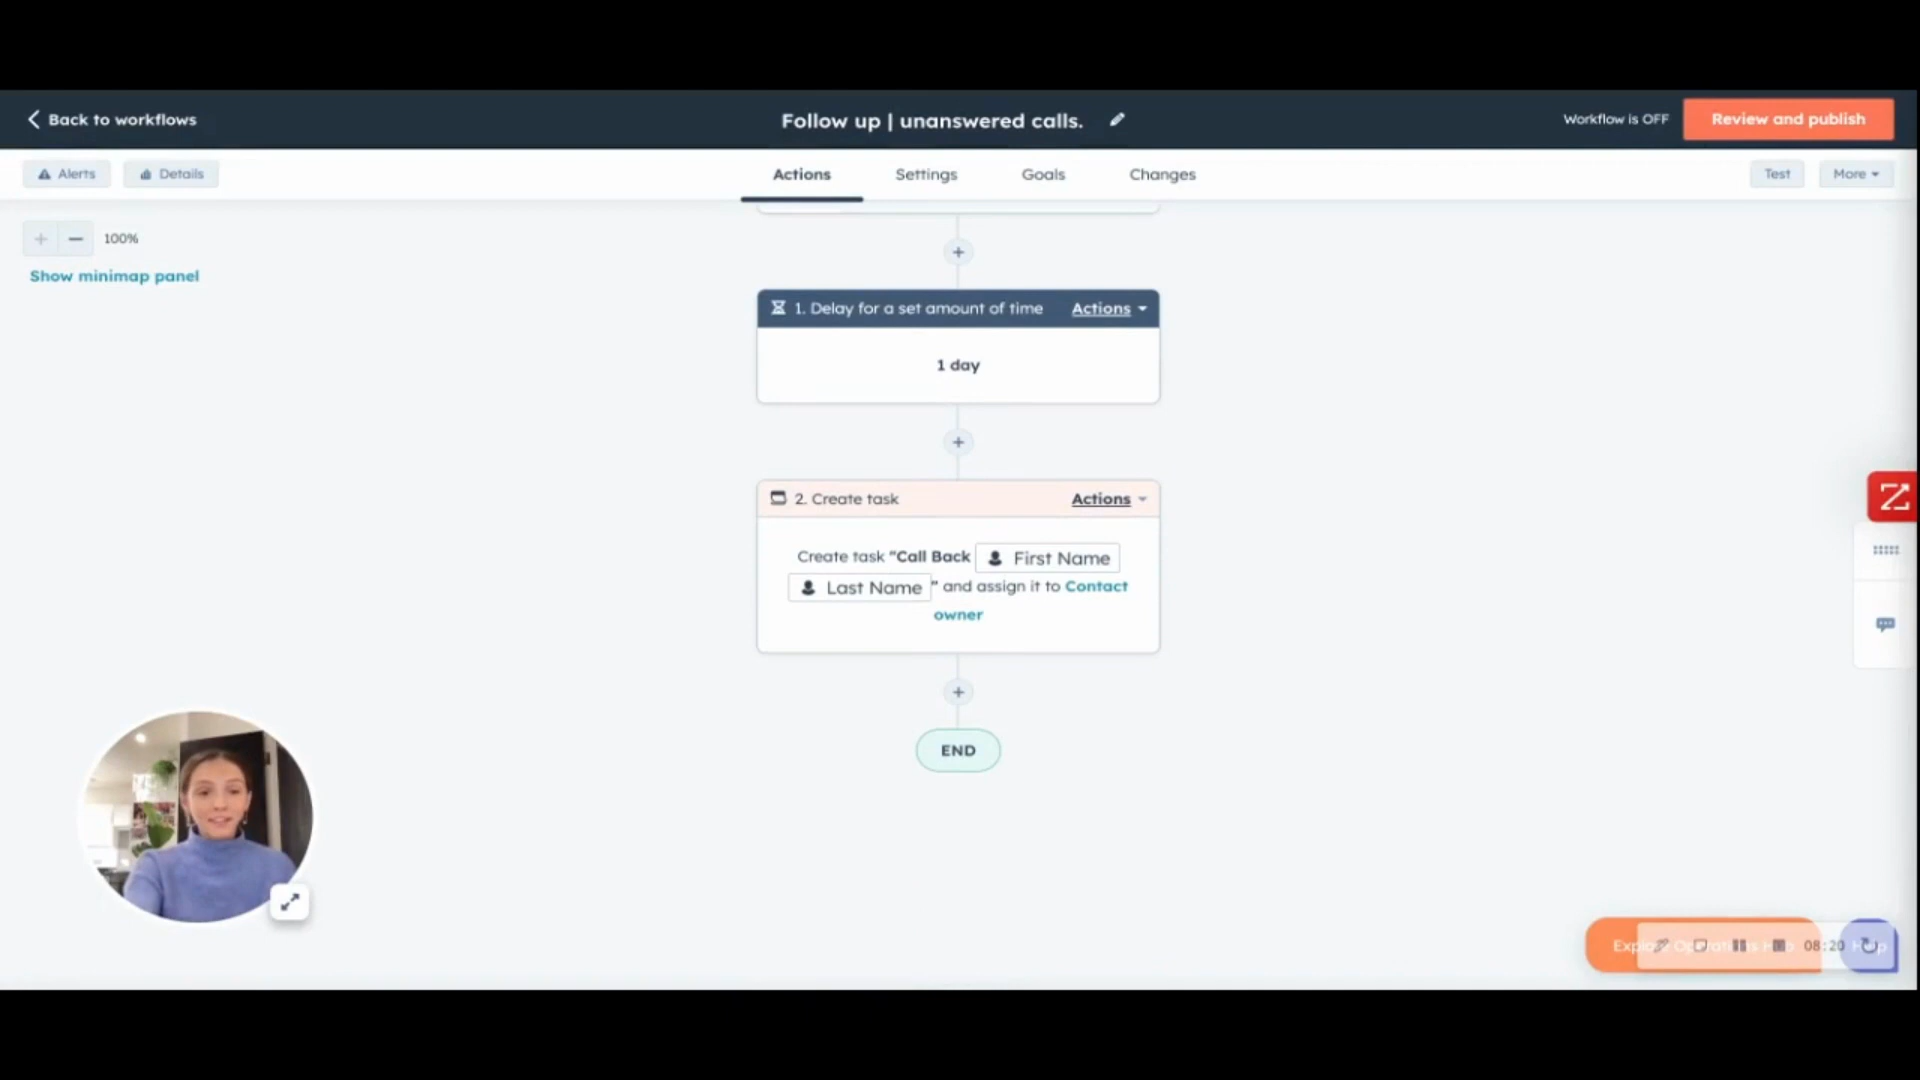 Back to workflows
Follow up | unanswered calls.
Workflow is OFF
Review and publish
Alerts
Details
Actions
Settings
Goals
Changes
Test
More
100%
Show minimap panel
1. Delay for a set amount of time
Actions
1 day
2. Create task
Actions
Create task "Call Back First Name
Last Name " and assign it to Contact
owner
END
08:20